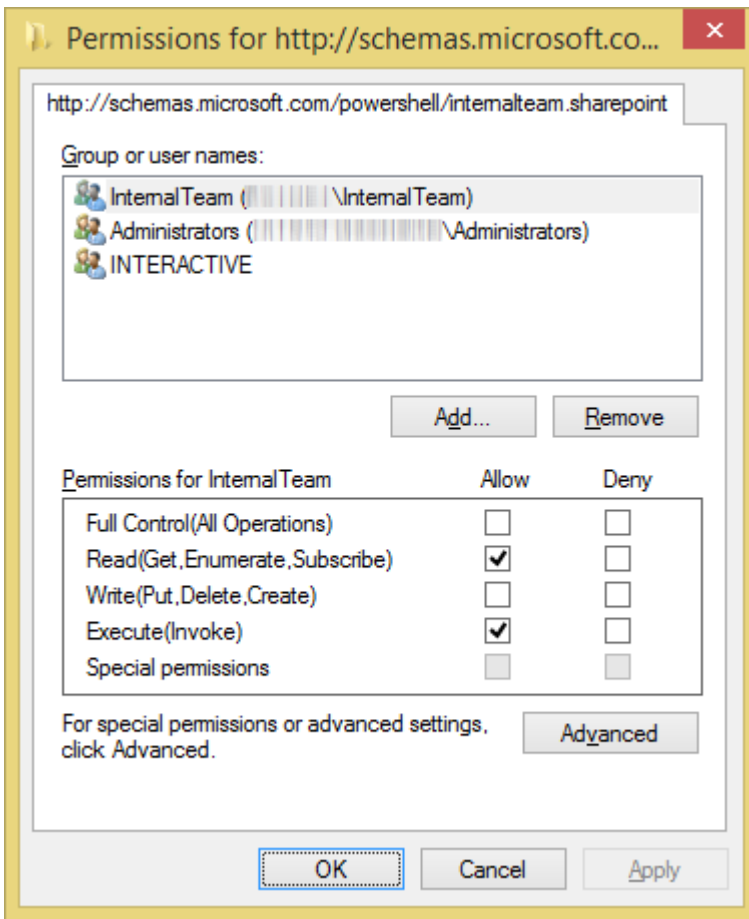 Permissions for http://schemas.microsoft.co...
http://schemas.microsoft.com/powershell/internalteam.sharepoint
Group or user names:
InternalTeam ( \InternalTeam)
Administrators ( \Administrators)
INTERACTIVE
Add... Remove
Permissions for InternalTeam Allow Deny
Full Control(All Operations)
Read(Get,Enumerate,Subscribe)
Write(Put,Delete,Create)
Execute(Invoke)
Special permissions
For special permissions or advanced settings,
click Advanced.
Advanced
OK Cancel Apply